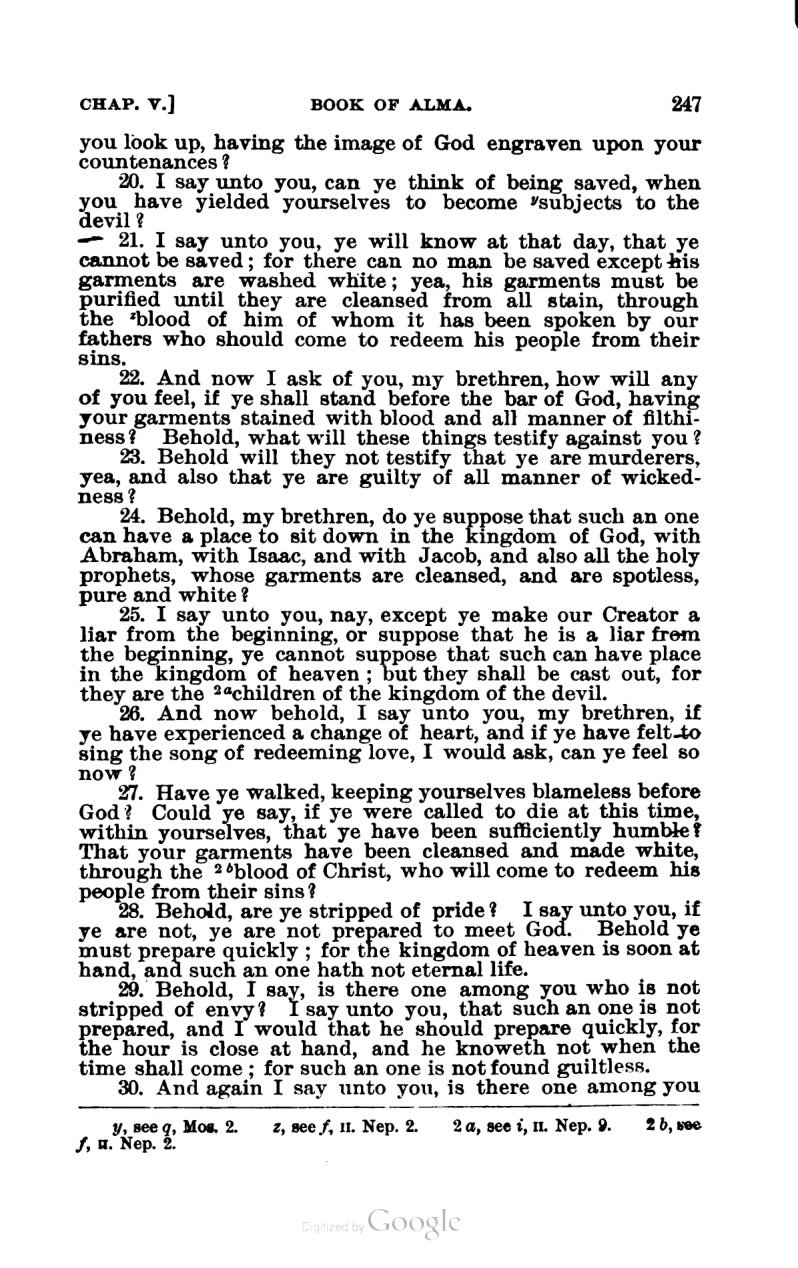 CHAP. V.] BOOK OF ALMA. 247
you look up, having the image of God engraven upon your
countenances?
20. I say unto you, can ye think of being saved, when
you have yielded yourselves to become ʸsubjects to the
devil?
— 21. I say unto you, ye will know at that day, that ye
cannot be saved; for there can no man be saved except his
garments are washed white; yea, his garments must be
purified until they are cleansed from all stain, through
the ᶻblood of him of whom it has been spoken by our
fathers who should come to redeem his people from their
sins.
22. And now I ask of you, my brethren, how will any
of you feel, if ye shall stand before the bar of God, having
your garments stained with blood and all manner of filthi-
ness? Behold, what will these things testify against you?
23. Behold will they not testify that ye are murderers,
yea, and also that ye are guilty of all manner of wicked-
ness?
24. Behold, my brethren, do ye suppose that such an one
can have a place to sit down in the kingdom of God, with
Abraham, with Isaac, and with Jacob, and also all the holy
prophets, whose garments are cleansed, and are spotless,
pure and white?
25. I say unto you, nay, except ye make our Creator a
liar from the beginning, or suppose that he is a liar from
the beginning, ye cannot suppose that such can have place
in the kingdom of heaven; but they shall be cast out, for
they are the ²ᵃchildren of the kingdom of the devil.
26. And now behold, I say unto you, my brethren, if
ye have experienced a change of heart, and if ye have felt to
sing the song of redeeming love, I would ask, can ye feel so
now?
27. Have ye walked, keeping yourselves blameless before
God? Could ye say, if ye were called to die at this time,
within yourselves, that ye have been sufficiently humble?
That your garments have been cleansed and made white,
through the ²ᵇblood of Christ, who will come to redeem his
people from their sins?
28. Behold, are ye stripped of pride? I say unto you, if
ye are not, ye are not prepared to meet God. Behold ye
must prepare quickly; for the kingdom of heaven is soon at
hand, and such an one hath not eternal life.
29. Behold, I say, is there one among you who is not
stripped of envy? I say unto you, that such an one is not
prepared, and I would that he should prepare quickly, for
the hour is close at hand, and he knoweth not when the
time shall come; for such an one is not found guiltless.
30. And again I say unto you, is there one among you
y, see q, Mos. 2. z, see f, II. Nep. 2. 2 a, see i, II. Nep. 9. 2 b, see
f, II. Nep. 2.
Digitized by Google